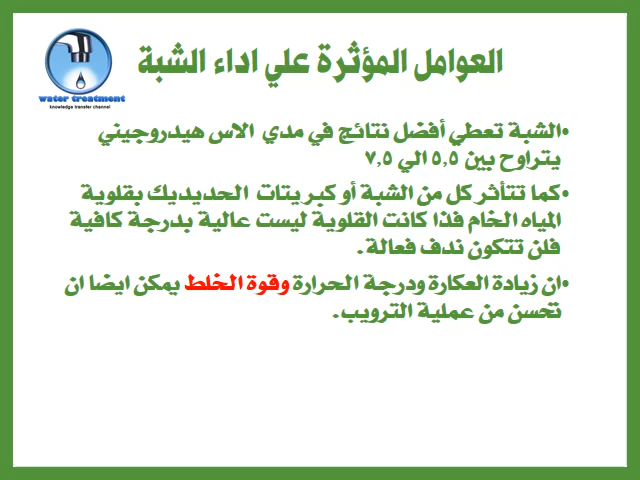 العوامل المؤثرة علي اداء الشبة
water treatment
knowledge transfer channel
•الشبة تعطي أفضل نتائج في مدي الاس هيدروجيني
يتراوح بين ٥,٥ الي ٧,٥
•كما تتأثر كل من الشبة أو كبريتات الحديديك بقلوية
المياه الخام فذا كانت القلوية ليست عالية بدرجة كافية
فلن تتكون ندف فعالة.
•ان زيادة العكارة ودرجة الحرارة وقوة الخلط يمكن ايضا ان
تحسن من عملية الترويب.